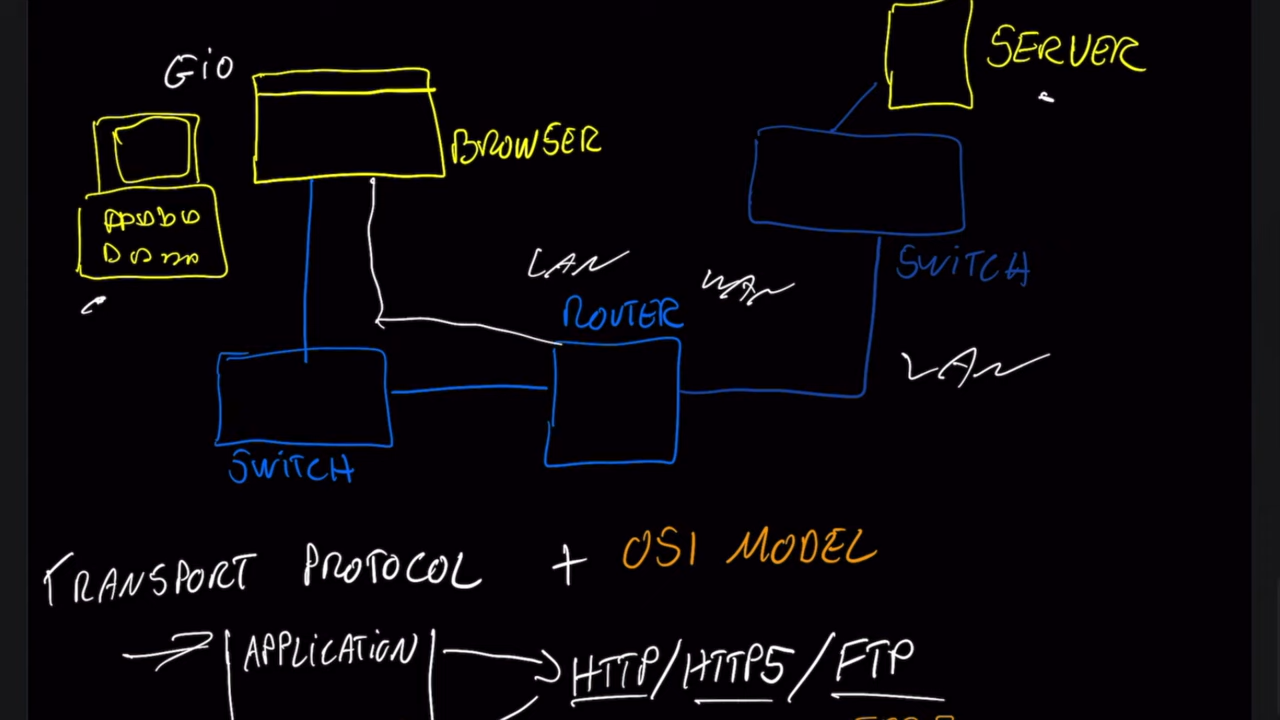 Gio
SERVER
BROWSER
LAN
WAN
ROUTER
SWITCH
LAN
SWITCH
TRANSPORT PROTOCOL + OSI MODEL
APPLICATION
HTTP/HTTPS/FTP